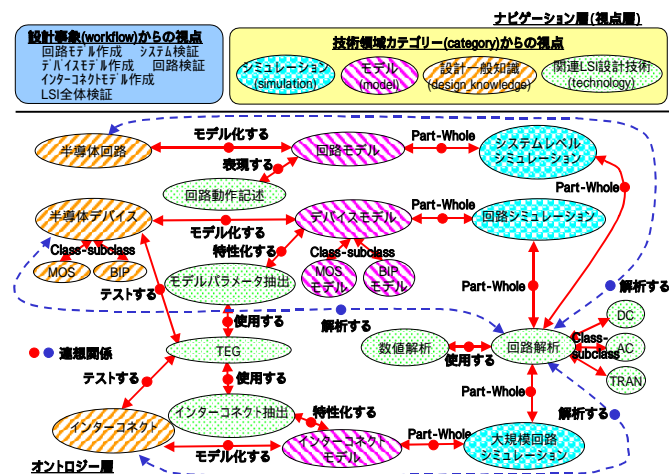 ナビゲーション層(視点層)
設計事象(workflow)からの視点
回路モデル作成 システム検証
デバイスモデル作成 回路検証
インターコネクトモデル作成
LSI全体検証
技術領域カテゴリー(category)からの視点
シミュレーション
(simulation)
モデル
(model)
設計一般知識
(design_knowledge)
関連LSI設計技術
(technology)
半導体回路
モデル化する
回路モデル
Part-Whole
システムレベル
シミュレーション
表現する
回路動作記述
Part-Whole
半導体デバイス
モデル化する
デバイスモデル
Part-Whole
回路シミュレーション
Class-subclass
MOS
BIP
特性化する
Class-subclass
MOS
モデル
BIP
モデル
テストする
モデルパラメータ抽出
Part-Whole
解析する
使用する
解析する
DC
連想関係
TEG
数値解析
使用する
回路解析
Class-
subclass
AC
TRAN
テストする
使用する
Part-Whole
解析する
インターコネクト
インターコネクト抽出
特性化する
モデル化する
インターコネクト
モデル
Part-Whole
大規模回路
シミュレーション
オントロジー層